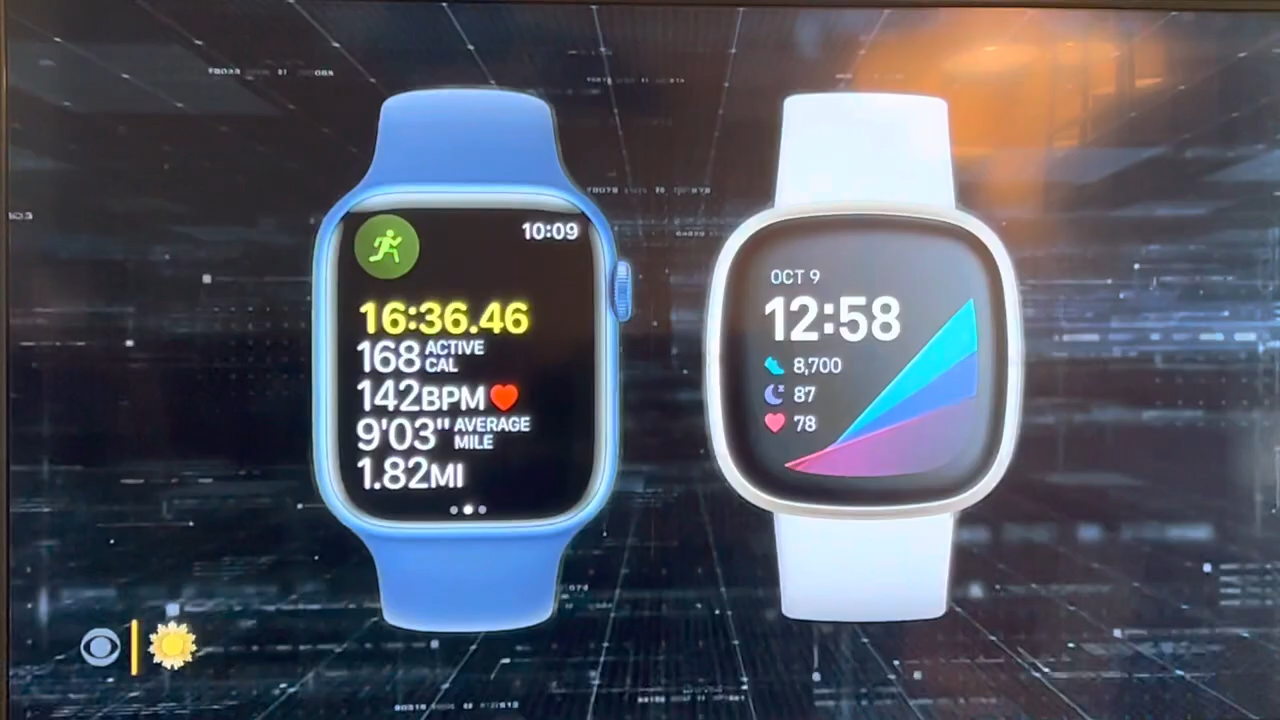 10:09
16:36.46
168 ACTIVE CAL
142BPM
9'03" AVERAGE MILE
1.82MI
OCT 9
12:58
8,700
87
78